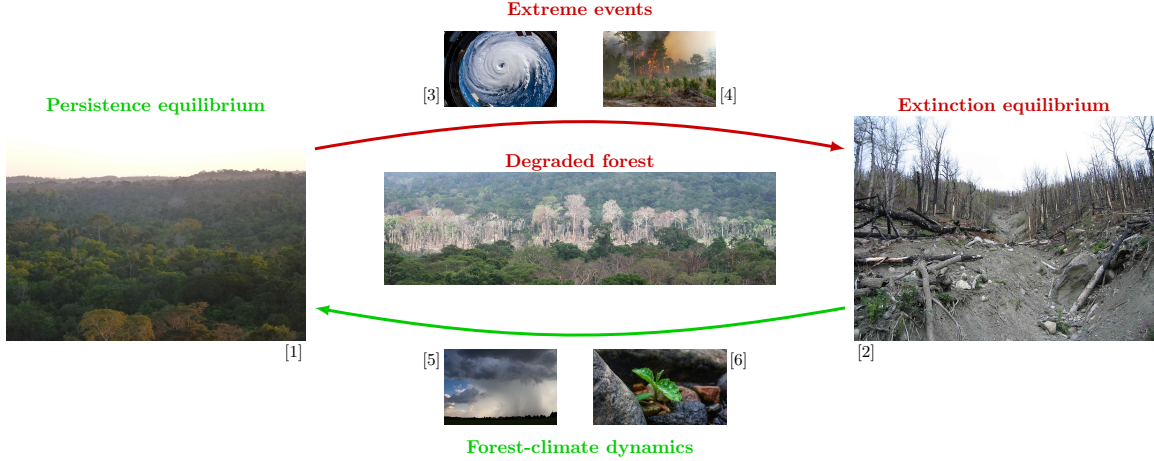 Extreme events
[3]
[4]
Persistence equilibrium
Extinction equilibrium
Degraded forest
[1]
[2]
[5]
[6]
Forest-climate dynamics